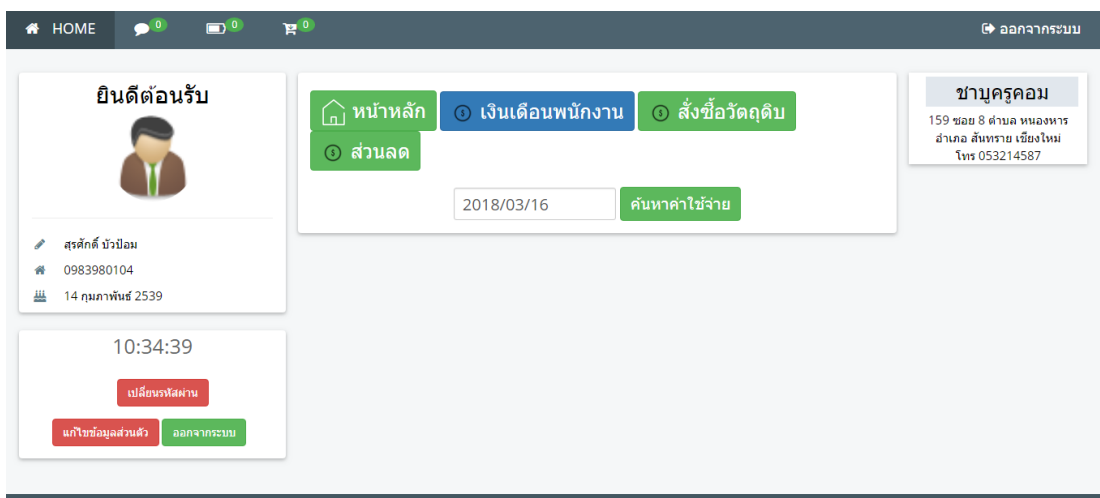 HOME 0 0 0 ออกจากระบบ
ยินดีต้อนรับ
สุรศักดิ์ บัวป้อม
0983980104
14 กุมภาพันธ์ 2539
10:34:39
เปลี่ยนรหัสผ่าน
แก้ไขข้อมูลส่วนตัว ออกจากระบบ
หน้าหลัก เงินเดือนพนักงาน สั่งซื้อวัตถุดิบ
ส่วนลด
2018/03/16 ค้นหาค่าใช้จ่าย
ชาบูครูคอม
159 ซอย 8 ตำบล หนองหาร
อำเภอ สันทราย เชียงใหม่
โทร 053214587